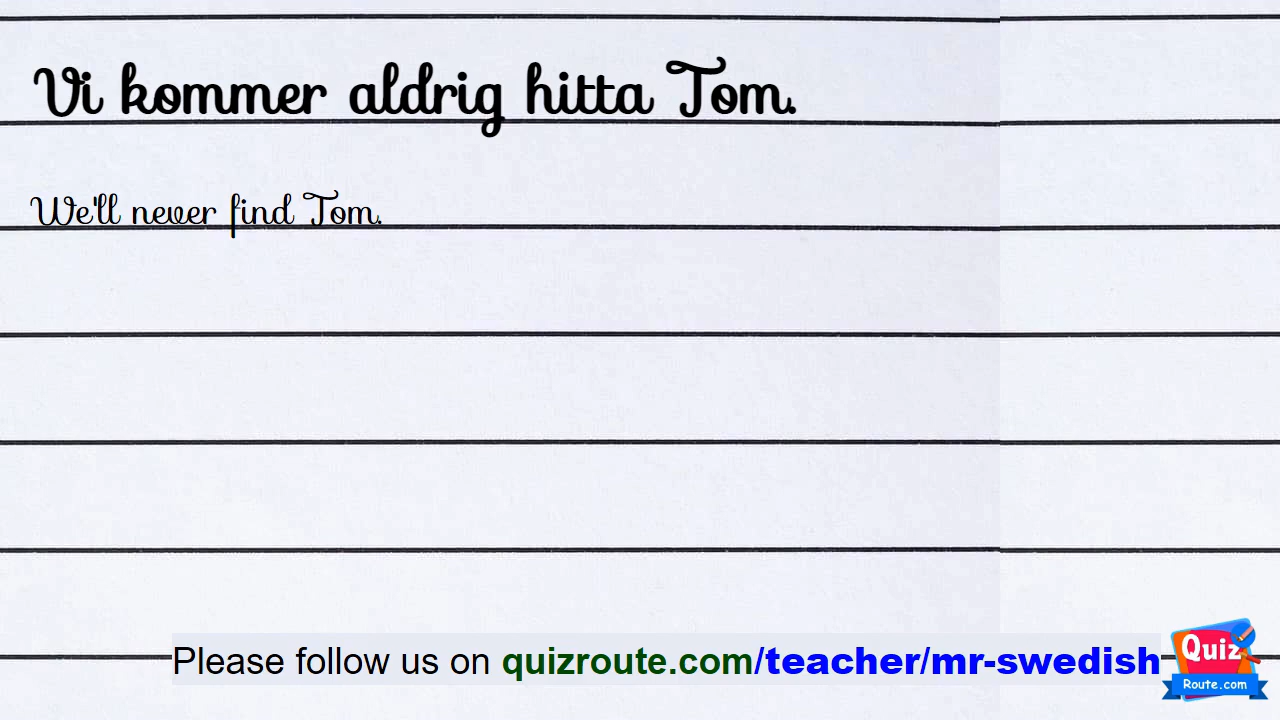 Vi kommer aldrig hitta Tom.
We'll never find Tom.
Please follow us on quizroute.com/teacher/mr-swedish
Quiz
Route.com